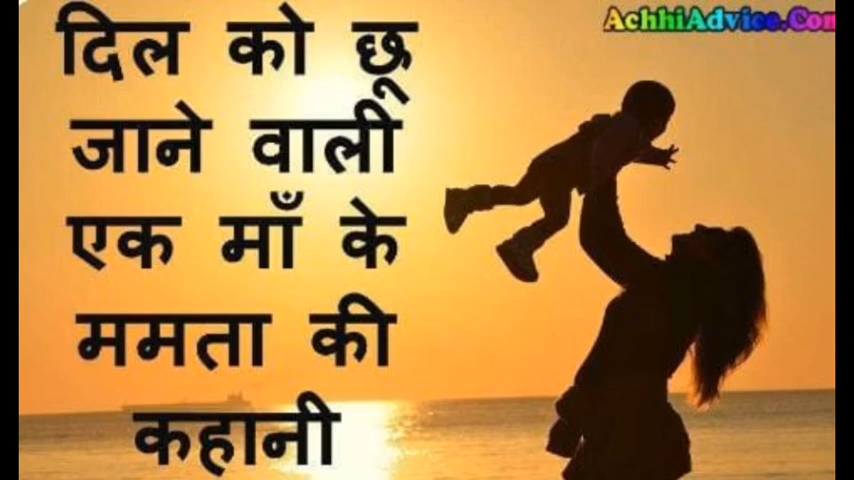 AchhiAdvice.Com
दिल को छू
जाने वाली
एक माँ के
ममता की
कहानी